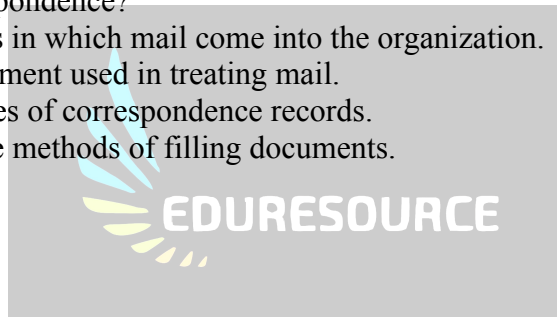 s in which mail come into the organization.
ment used in treating mail.
es of correspondence records.
e methods of filling documents.
EDURESOURCE